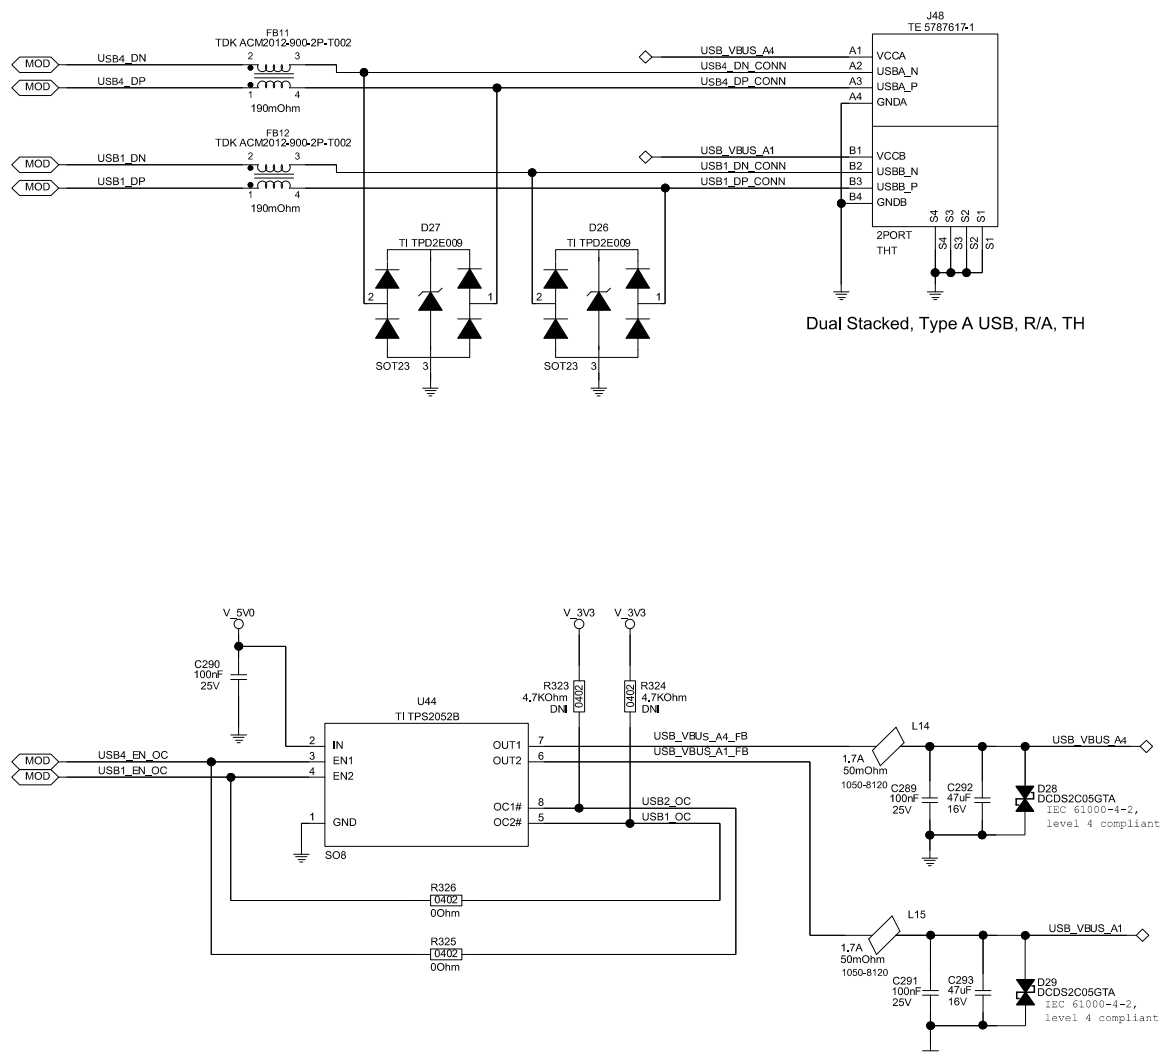 J48
TE 5787617-1
FB11
TDK ACM2012-900-2P-T002
MOD USB4_DN 2 3
MOD USB4_DP 1 4
190mOhm
USB_VBUS_A4 A1 VCCA
USB4_DN_CONN A2 USBA_N
USB4_DP_CONN A3 USBA_P
A4 GNDA
FB12
TDK ACM2012-900-2P-T002
MOD USB1_DN 2 3
MOD USB1_DP 1 4
190mOhm
USB_VBUS_A1 B1 VCCB
USB1_DN_CONN B2 USBB_N
USB1_DP_CONN B3 USBB_P
B4 GNDB
S4 S3 S2 S1
S4 S3 S2 S1
2PORT
THT
D27
TI TPD2E009
2 1
SOT23 3
D26
TI TPD2E009
2 1
SOT23 3
Dual Stacked, Type A USB, R/A, TH
V_5V0
V_3V3 V_3V3
C290
100nF
25V
R323
4.7KOhm
DNI
0402
R324
4.7KOhm
DNI
0402
U44
TI TPS2052B
2 IN
3 EN1
4 EN2
1 GND
SO8
OUT1 7
OUT2 6
OC1# 8
OC2# 5
MOD USB4_EN_OC
MOD USB1_EN_OC
USB_VBUS_A4_FB
USB_VBUS_A1_FB
USB2_OC
USB1_OC
R326
0402
0Ohm
R325
0402
0Ohm
L14
1.7A
50mOhm
1050-8120
USB_VBUS_A4
C289
100nF
25V
C292
47uF
16V
D28
DCDS2C05GTA
IEC 61000-4-2,
level 4 compliant
L15
1.7A
50mOhm
1050-8120
USB_VBUS_A1
C291
100nF
25V
C293
47uF
16V
D29
DCDS2C05GTA
IEC 61000-4-2,
level 4 compliant